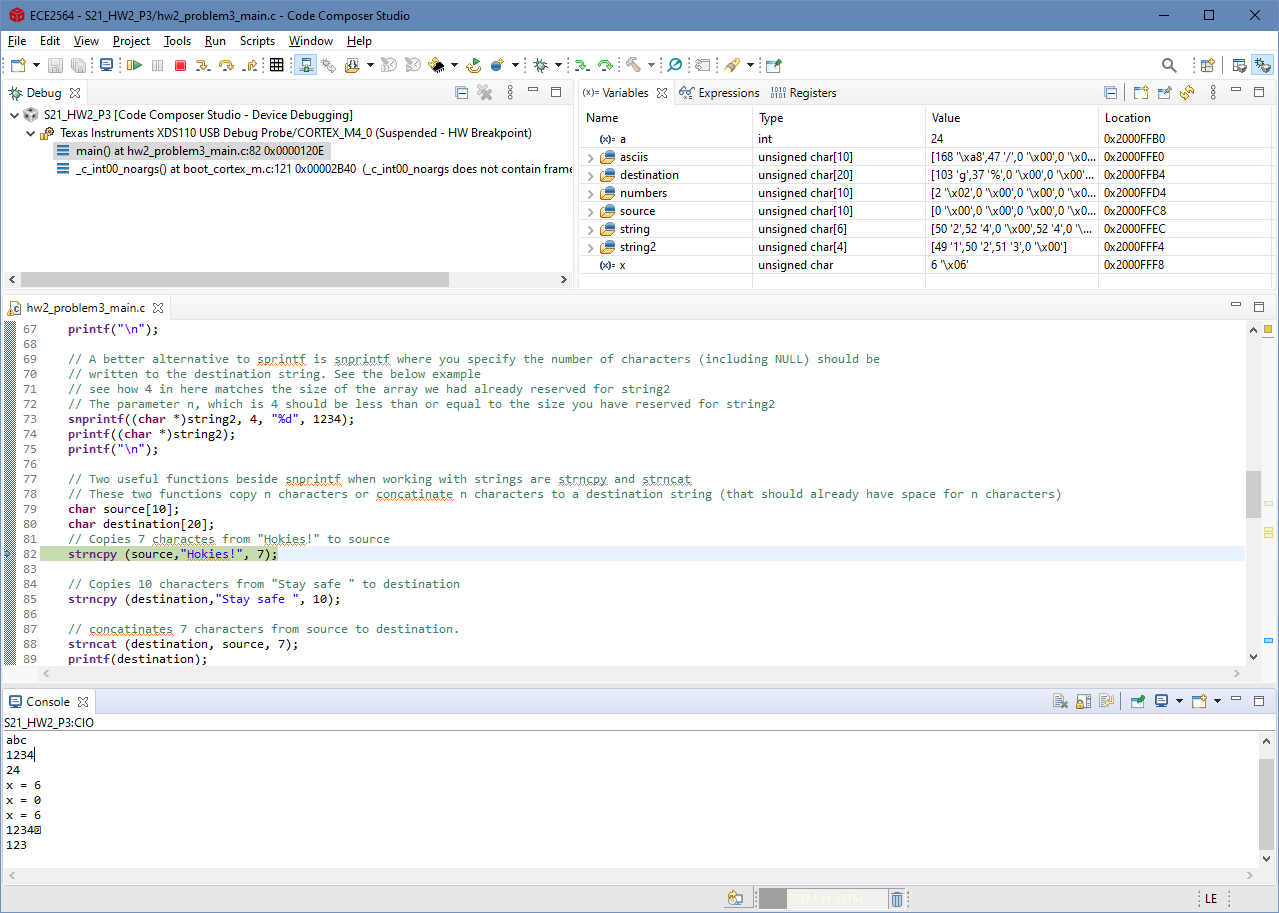 ECE2564 - S21_HW2_P3/hw2_problem3_main.c - Code Composer Studio
File Edit View Project Tools Run Scripts Window Help
Debug
S21_HW2_P3 [Code Composer Studio - Device Debugging]
Texas Instruments XDS110 USB Debug Probe/CORTEX_M4_0 (Suspended - HW Breakpoint)
main() at hw2_problem3_main.c:82 0x0000120E
_c_int00_noargs() at boot_cortex_m.c:121 0x00002B40 (_c_int00_noargs does not contain frame
(x)= Variables Expressions 1010 0101 Registers
Name Type Value Location
(x)= a int 24 0x2000FFB0
asciis unsigned char[10] [168 '\xa8',47 '/',0 '\x00',0 '\x0... 0x2000FFE0
destination unsigned char[20] [103 'g',37 '%',0 '\x00',0 '\x00'... 0x2000FFB4
numbers unsigned char[10] [2 '\x02',0 '\x00',0 '\x00',0 '\x0... 0x2000FFD4
source unsigned char[10] [0 '\x00',0 '\x00',0 '\x00',0 '\x0... 0x2000FFC8
string unsigned char[6] [50 '2',52 '4',0 '\x00',52 '4',0 '\... 0x2000FFEC
string2 unsigned char[4] [49 '1',50 '2',51 '3',0 '\x00'] 0x2000FFF4
(x)= x unsigned char 6 '\x06' 0x2000FFF8
hw2_problem3_main.c
67 printf("\n");
68
69 // A better alternative to sprintf is snprintf where you specify the number of characters (including NULL) should be
70 // written to the destination string. See the below example
71 // see how 4 in here matches the size of the array we had already reserved for string2
72 // The parameter n, which is 4 should be less than or equal to the size you have reserved for string2
73 snprintf((char *)string2, 4, "%d", 1234);
74 printf((char *)string2);
75 printf("\n");
76
77 // Two useful functions beside snprintf when working with strings are strncpy and strncat
78 // These two functions copy n characters or concatinate n characters to a destination string (that should already have space for n characters)
79 char source[10];
80 char destination[20];
81 // Copies 7 charactes from "Hokies!" to source
82 strncpy (source,"Hokies!", 7);
83
84 // Copies 10 characters from "Stay safe " to destination
85 strncpy (destination,"Stay safe ", 10);
86
87 // concatinates 7 characters from source to destination.
88 strncat (destination, source, 7);
89 printf(destination);
Console
S21_HW2_P3:CIO
abc
1234
24
x = 6
x = 0
x = 6
1234
123
208M of 991M LE